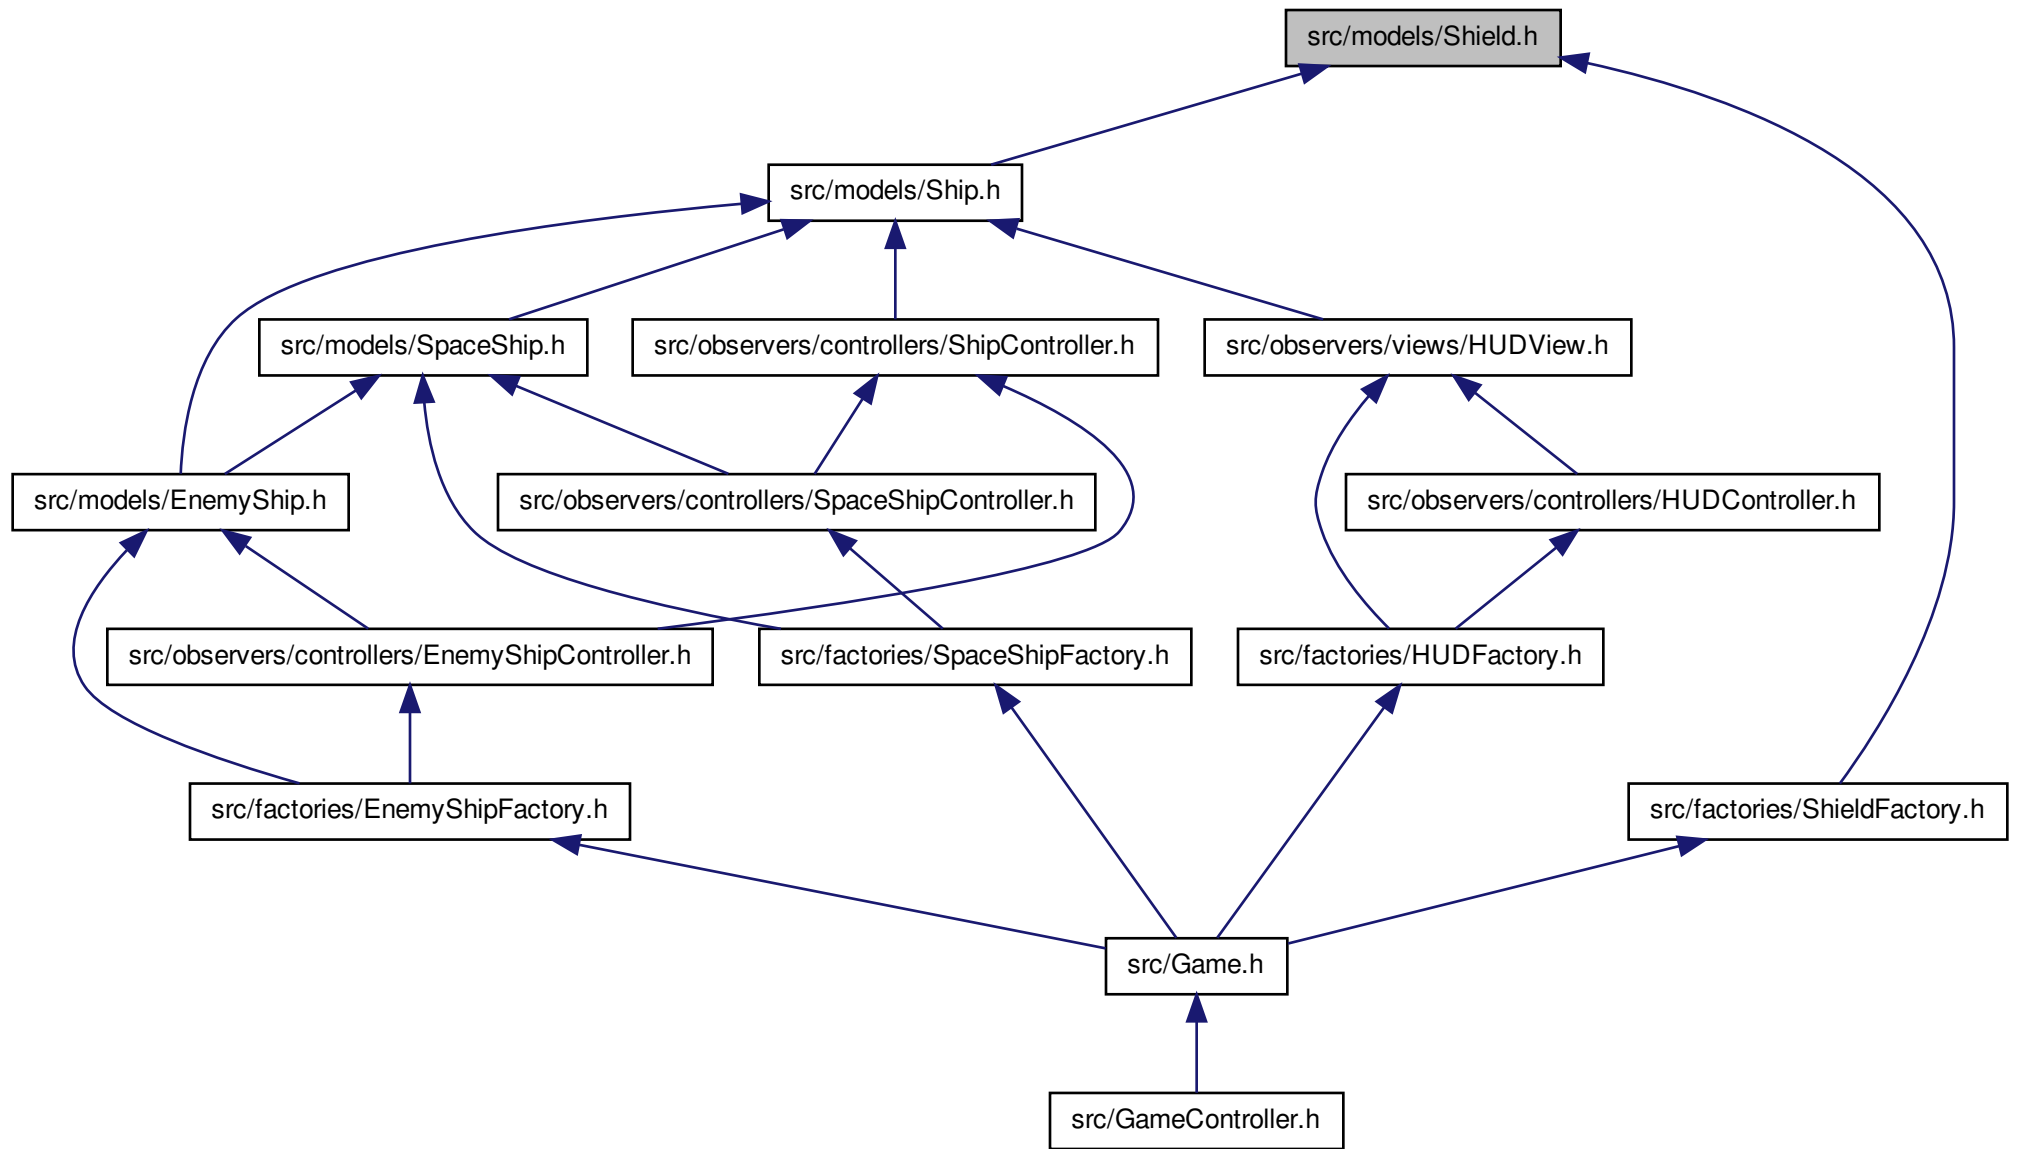 src/models/Shield.h
src/models/Ship.h
src/models/SpaceShip.h
src/observers/controllers/ShipController.h
src/observers/views/HUDView.h
src/models/EnemyShip.h
src/observers/controllers/SpaceShipController.h
src/observers/controllers/HUDController.h
src/observers/controllers/EnemyShipController.h
src/factories/SpaceShipFactory.h
src/factories/HUDFactory.h
src/factories/EnemyShipFactory.h
src/factories/ShieldFactory.h
src/Game.h
src/GameController.h